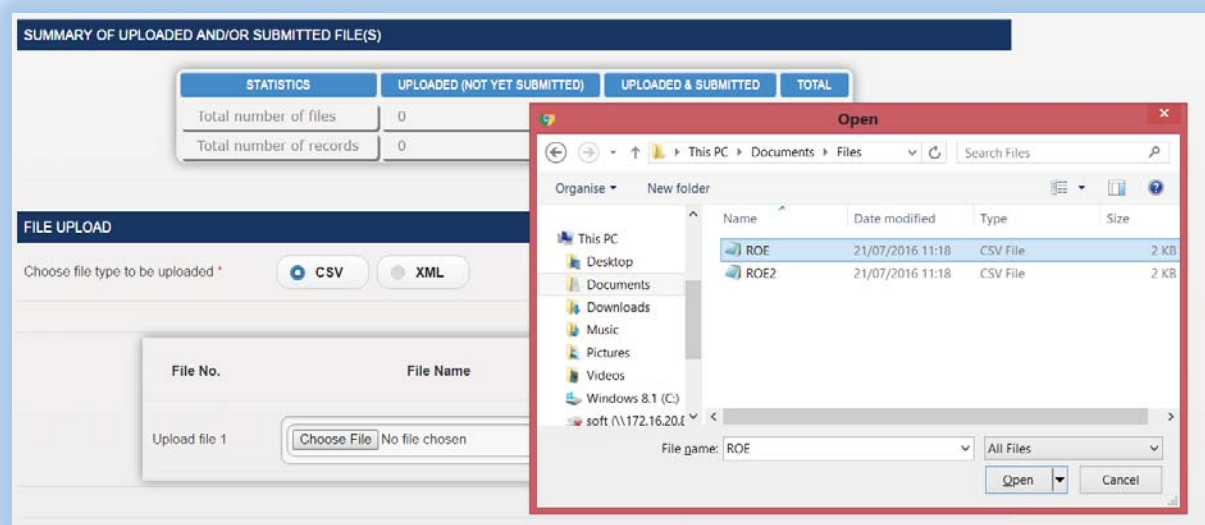 SUMMARY OF UPLOADED AND/OR SUBMITTED FILE(S)
STATISTICS UPLOADED (NOT YET SUBMITTED) UPLOADED & SUBMITTED TOTAL
Total number of files 0
Total number of records 0
FILE UPLOAD
Choose file type to be uploaded * CSV XML
File No. File Name
Upload file 1 Choose File No file chosen
Open
This PC Documents Files Search Files
Organise New folder
Name Date modified Type Size
ROE 21/07/2016 11:18 CSV File 2 KB
ROE2 21/07/2016 11:18 CSV File 2 KB
This PC
Desktop
Documents
Downloads
Music
Pictures
Videos
Windows 8.1 (C:)
soft (\\172.16.20.
File name: ROE All Files
Open Cancel